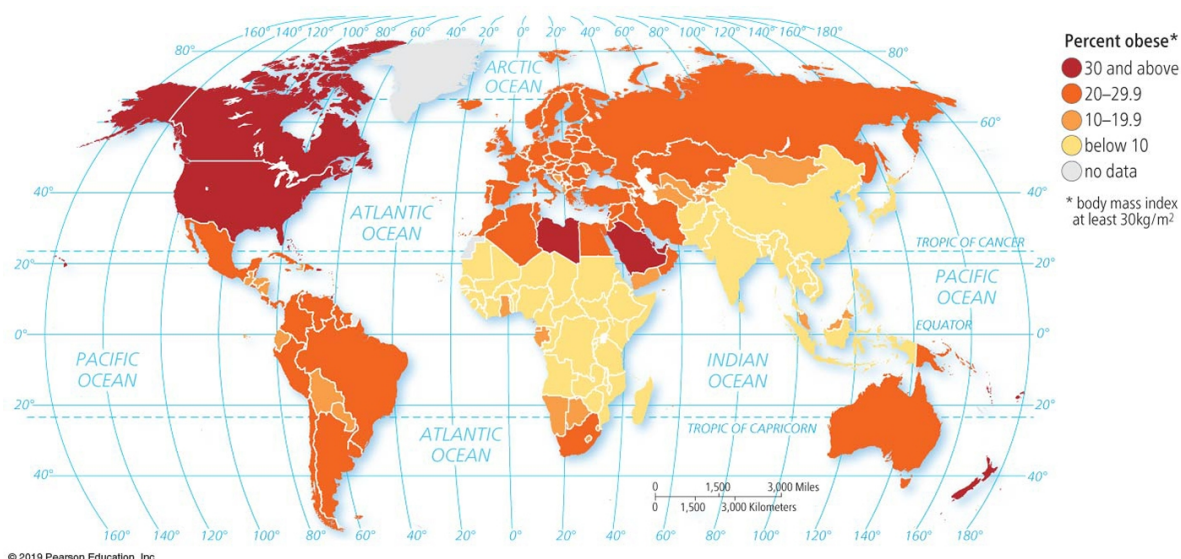 160° 140° 120° 100° 80° 60° 40° 20° 0° 20° 40° 60° 80° 100° 120° 140° 160°
80° 80°
ARCTIC
OCEAN
60°
40° 40°
ATLANTIC
OCEAN
TROPIC OF CANCER
20° 20°
PACIFIC
OCEAN
EQUATOR
0° 0°
PACIFIC
OCEAN
INDIAN
OCEAN
20° 20°
TROPIC OF CAPRICORN
ATLANTIC
OCEAN
40° 40°
0 1,500 3,000 Miles
0 1,500 3,000 Kilometers
160° 140° 120° 100° 80° 60° 40° 20° 0° 20° 40° 60° 80° 100° 120° 140° 160° 180°
Percent obese*
30 and above
20–29.9
10–19.9
below 10
no data
* body mass index
at least 30kg/m2
© 2019 Pearson Education, Inc.